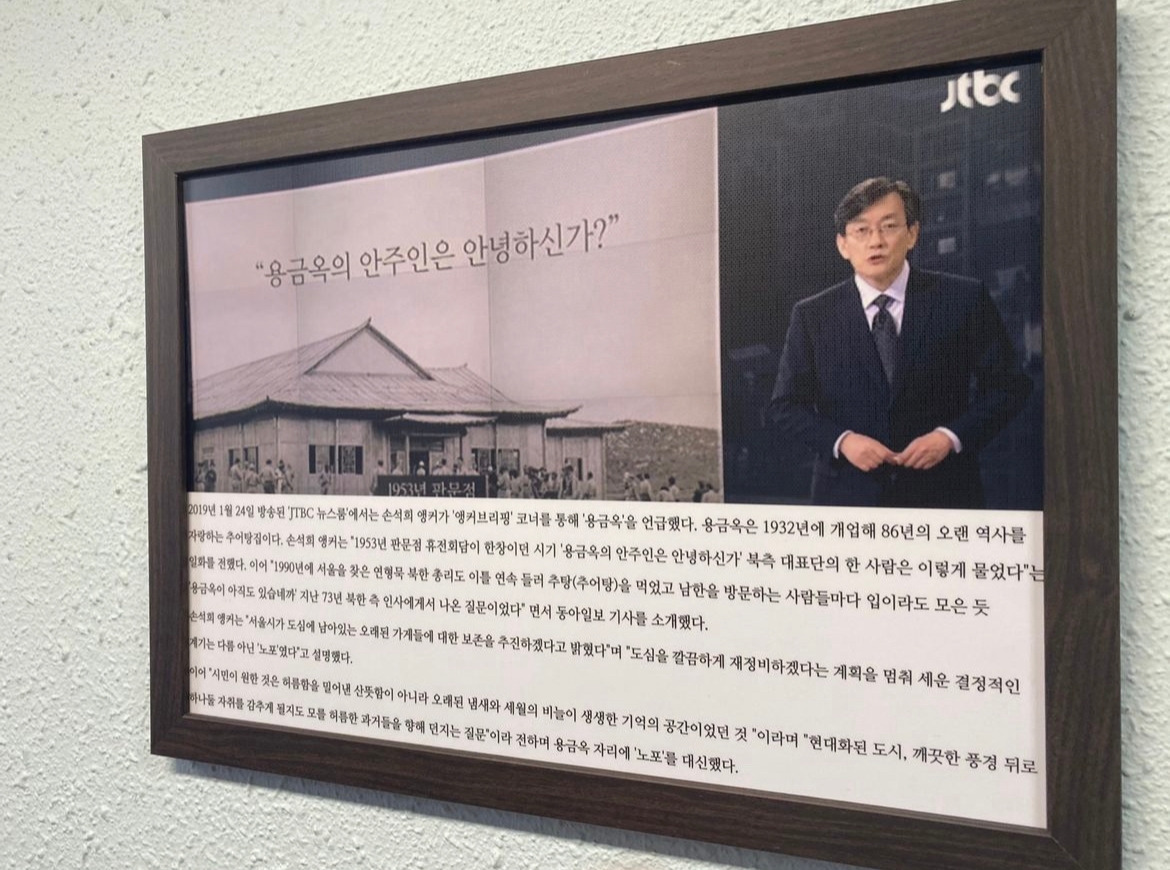 jtbc
“용금옥의 안주인은 안녕하신가?”
1953년 판문점
2019년 1월 24일 방송된 'JTBC 뉴스룸'에서는 손석희 앵커가 '앵커브리핑' 코너를 통해 '용금옥'을 언급했다. 용금옥은 1932년에 개업해 86년의 오랜 역사를
자랑하는 추어탕집이다. 손석희 앵커는 "1953년 판문점 휴전회담이 한창이던 시기 '용금옥의 안주인은 안녕하신가' 북측 대표단의 한 사람은 이렇게 물었다"는
일화를 전했다. 이어 "1990년에 서울을 찾은 연형묵 북한 총리도 이틀 연속 들러 추탕(추어탕)을 먹었고 남한을 방문하는 사람들마다 입이라도 모은 듯
'용금옥이 아직도 있습네까' 지난 73년 북한 측 인사에게서 나온 질문이었다" 면서 동아일보 기사를 소개했다.
손석희 앵커는 "서울시가 도심에 남아있는 오래된 가게들에 대한 보존을 추진하겠다고 밝혔다"며 "도심을 깔끔하게 재정비하겠다는 계획을 멈춰 세운 결정적인
계기는 다름 아닌 '노포'였다"고 설명했다.
이어 "시민이 원한 것은 허름함을 밀어낸 산뜻함이 아니라 오래된 냄새와 세월의 비늘이 생생한 기억의 공간이었던 것 "이라며 "현대화된 도시, 깨끗한 풍경 뒤로
하나둘 자취를 감추게 될지도 모를 허름한 과거들을 향해 던지는 질문"이라 전하며 용금옥 자리에 '노포'를 대신했다.